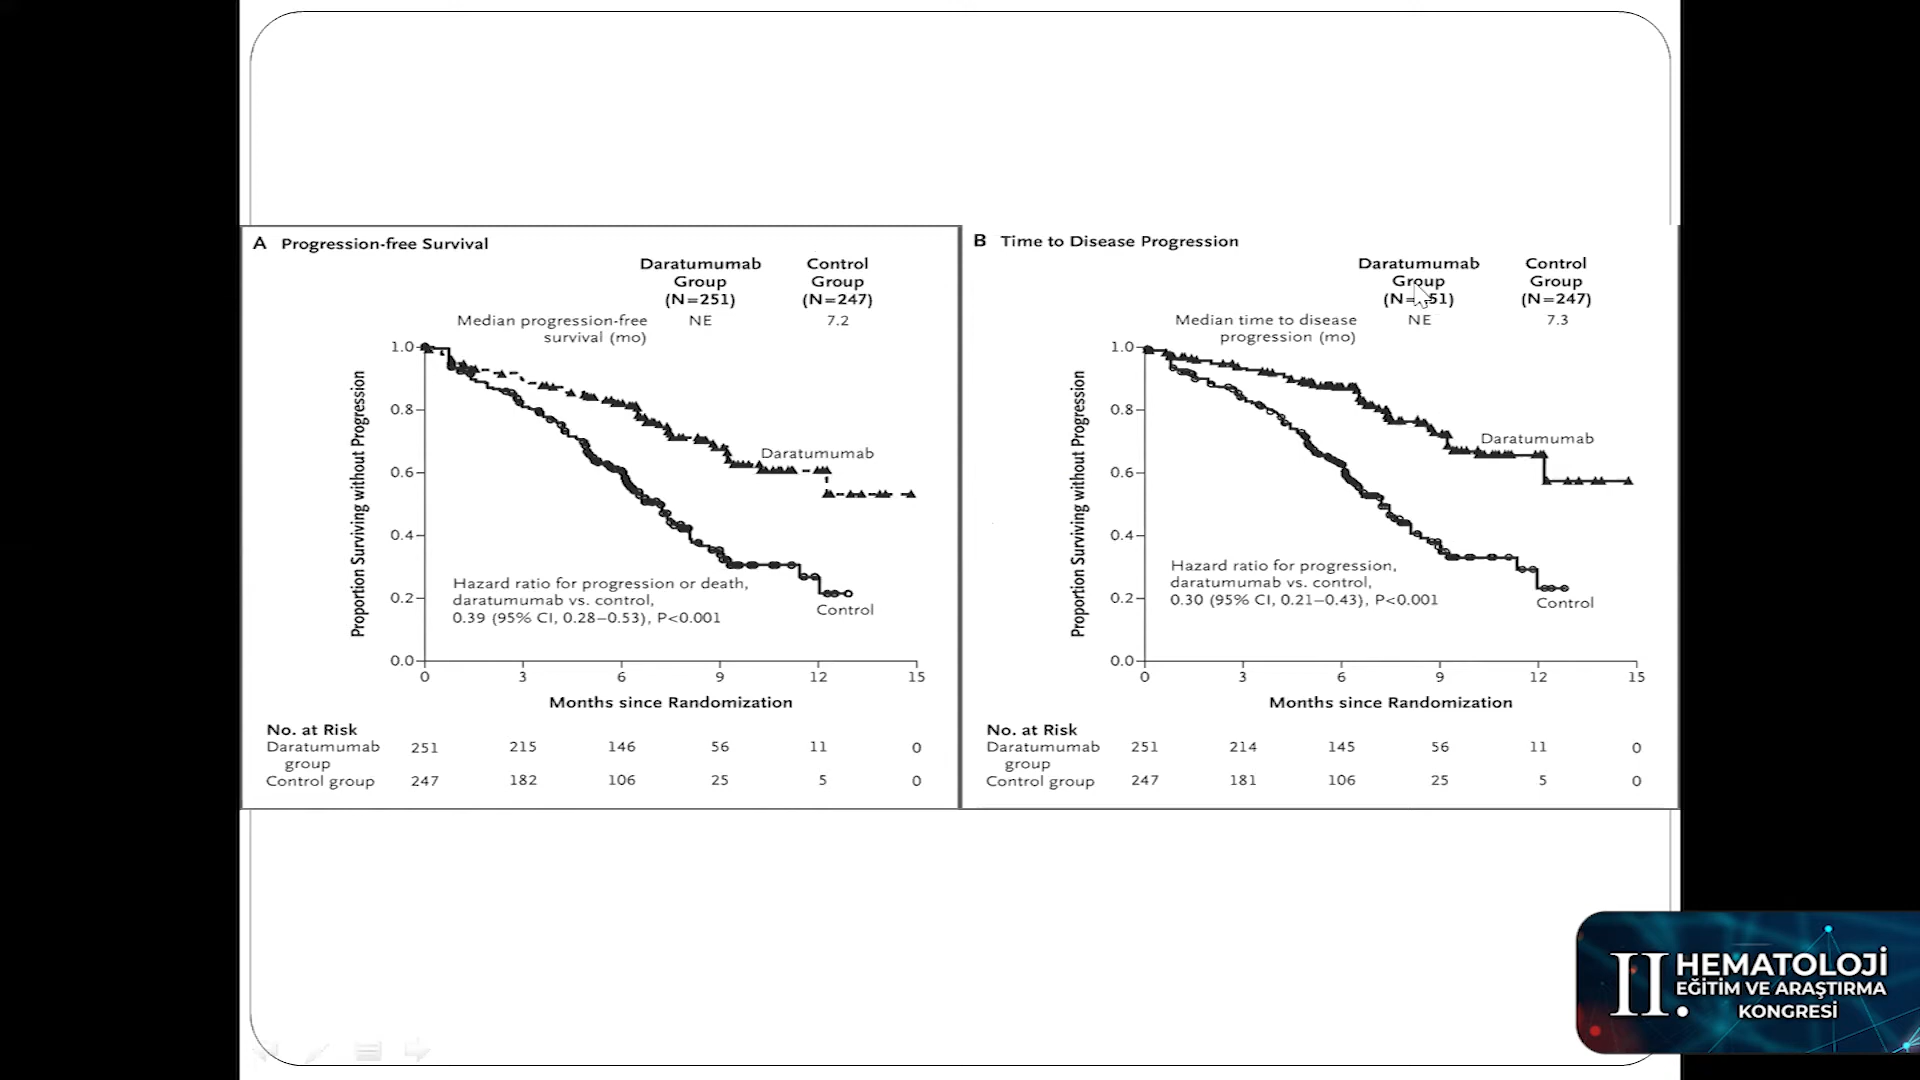 A Progression-free Survival
Daratumumab Group (N=251)
Control Group (N=247)
Median progression-free survival (mo)
NE
7.2
Proportion Surviving without Progression
1.0
0.8
0.6
0.4
0.2
0.0
Daratumumab
Control
Hazard ratio for progression or death,
daratumumab vs. control,
0.39 (95% CI, 0.28–0.53), P<0.001
0 3 6 9 12 15
Months since Randomization
No. at Risk
Daratumumab group 251 215 146 56 11 0
Control group 247 182 106 25 5 0
B Time to Disease Progression
Daratumumab Group
Control Group (N=247)
Median time to disease progression (mo)
NE
7.3
Proportion Surviving without Progression
1.0
0.8
0.6
0.4
0.2
0.0
Daratumumab
Control
Hazard ratio for progression,
daratumumab vs. control,
0.30 (95% CI, 0.21–0.43), P<0.001
0 3 6 9 12 15
Months since Randomization
No. at Risk
Daratumumab group 251 214 145 56 11 0
Control group 247 181 106 25 5 0
II. HEMATOLOJİ
EĞİTİM VE ARAŞTIRMA
KONGRESİ